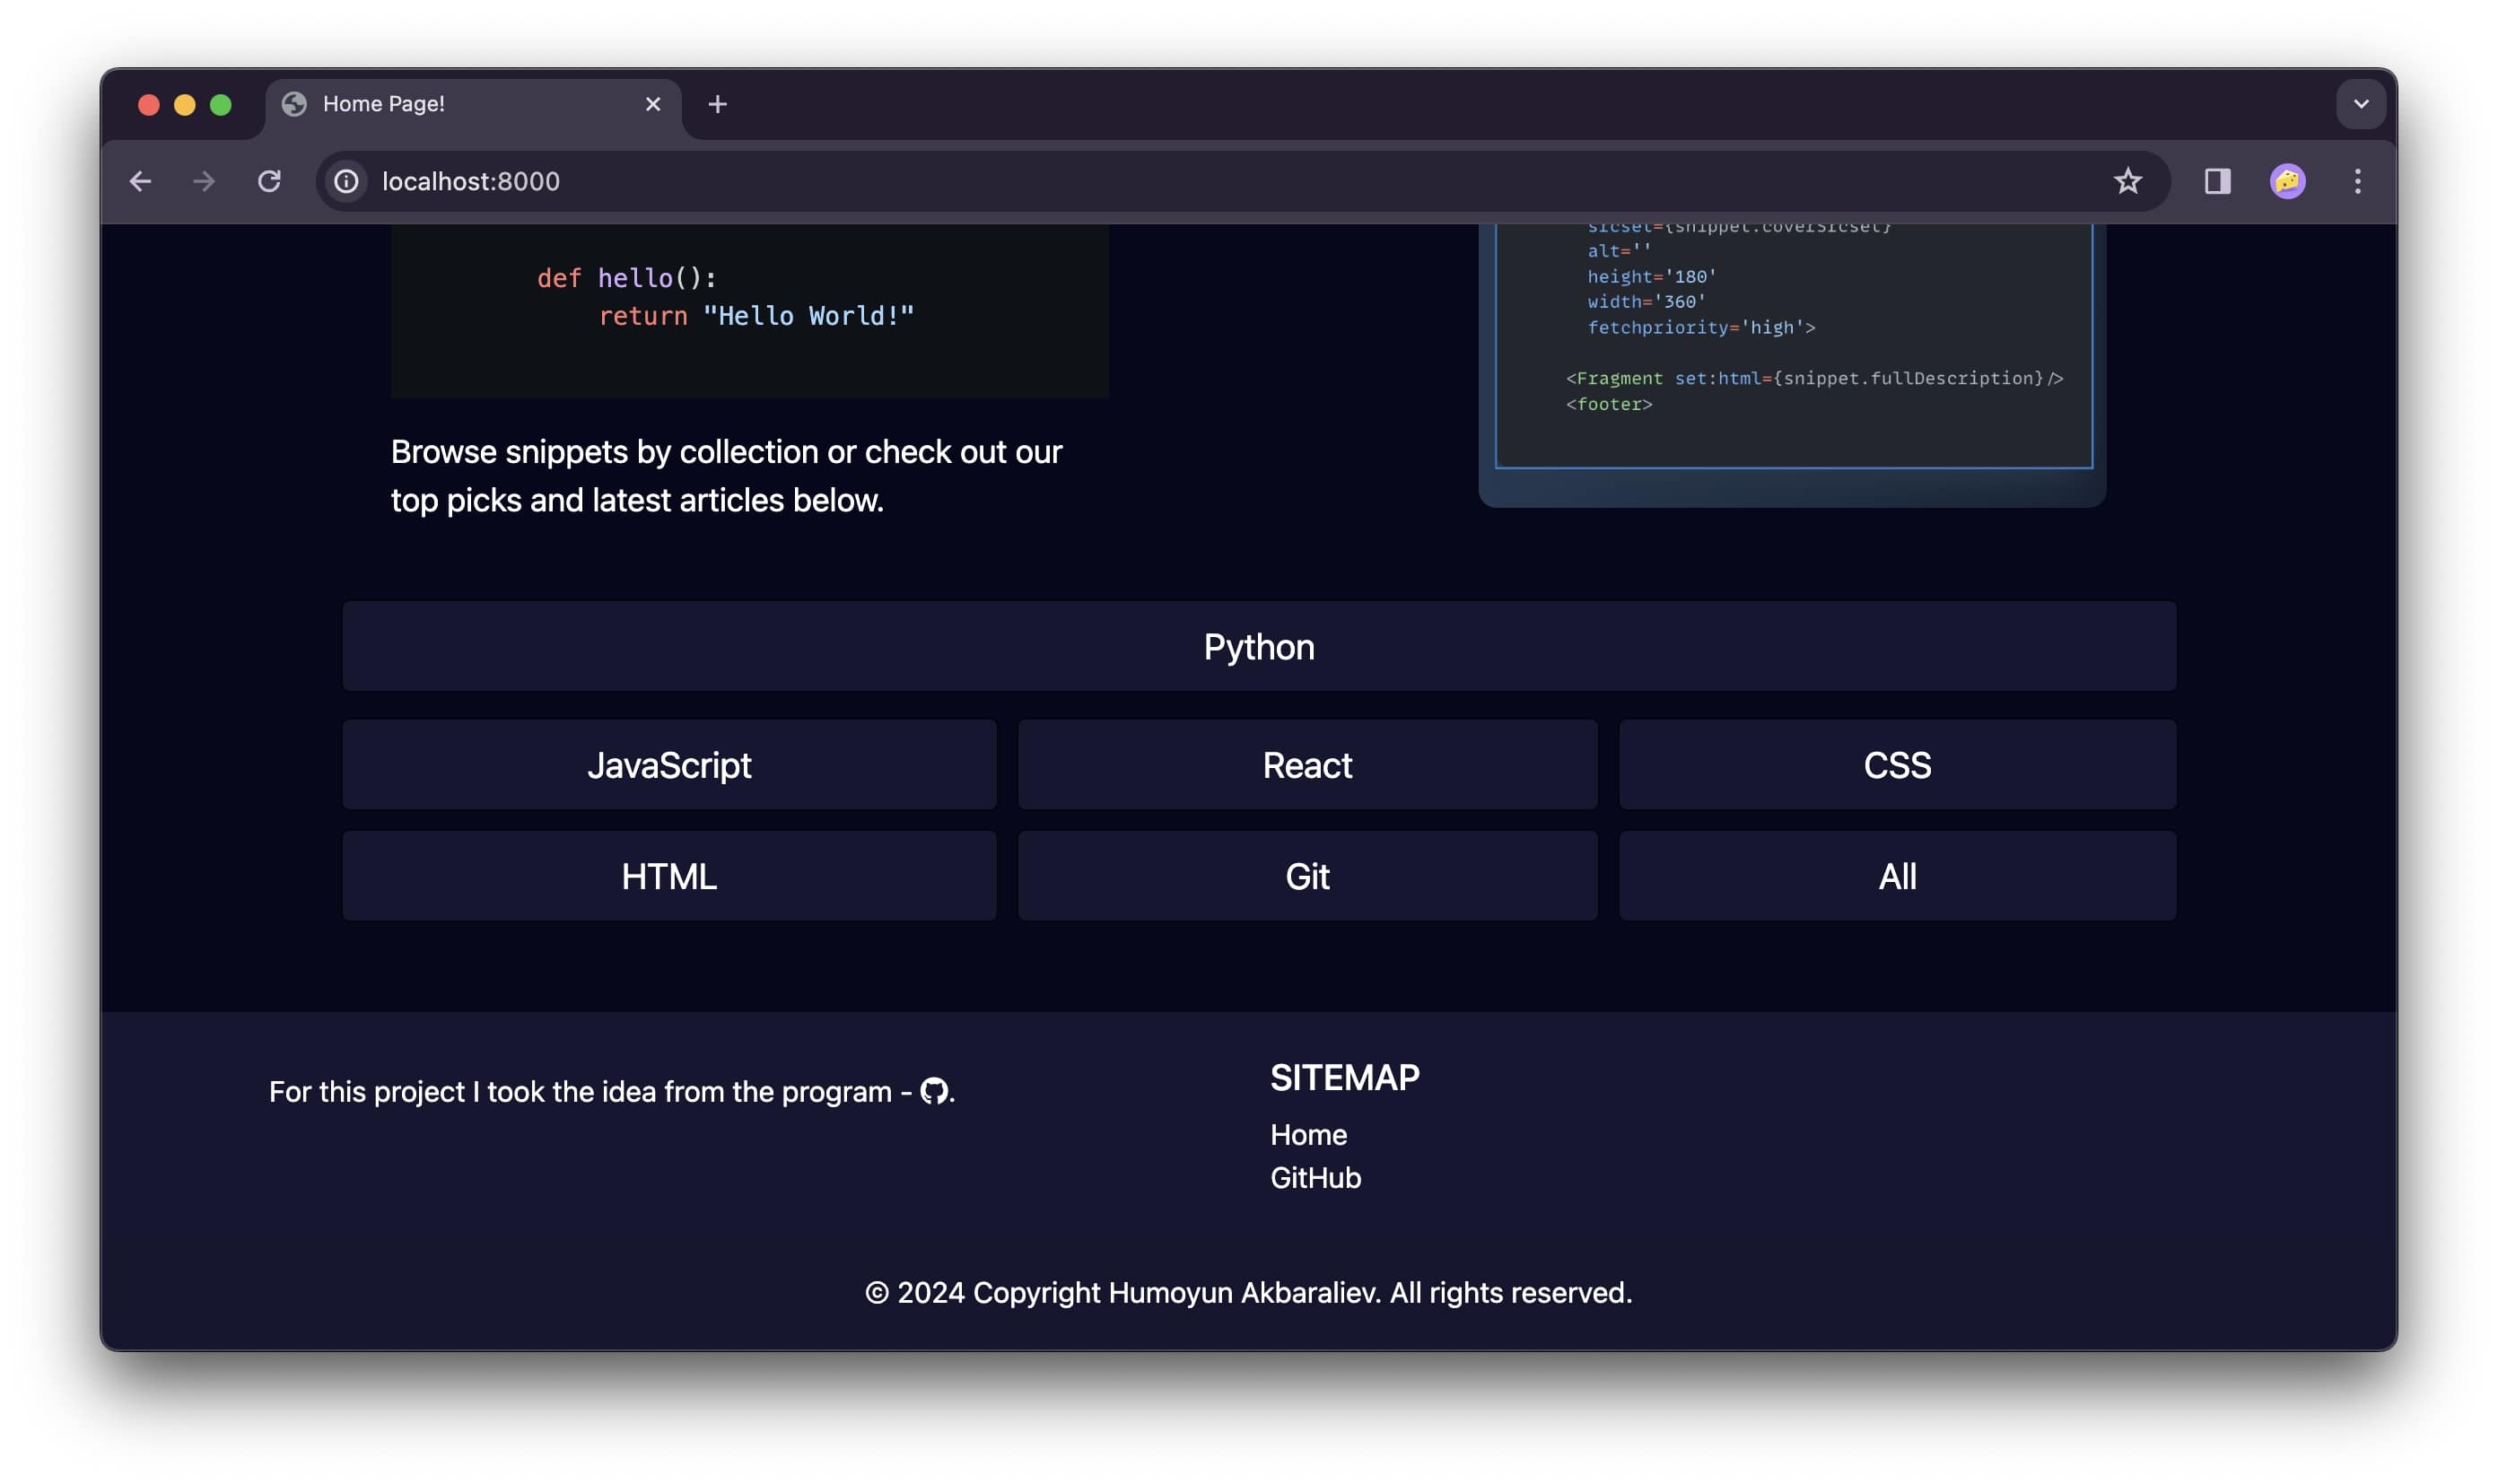 Home Page!
localhost:8000
def hello():
return "Hello World!"
Browse snippets by collection or check out our
top picks and latest articles below.
srcset={snippet.coverSrcset}
alt=''
height='180'
width='360'
fetchpriority='high'>
<Fragment set:html={snippet.fullDescription}/>
<footer>
Python
JavaScript
React
CSS
HTML
Git
All
For this project I took the idea from the program - .
SITEMAP
Home
GitHub
© 2024 Copyright Humoyun Akbaraliev. All rights reserved.